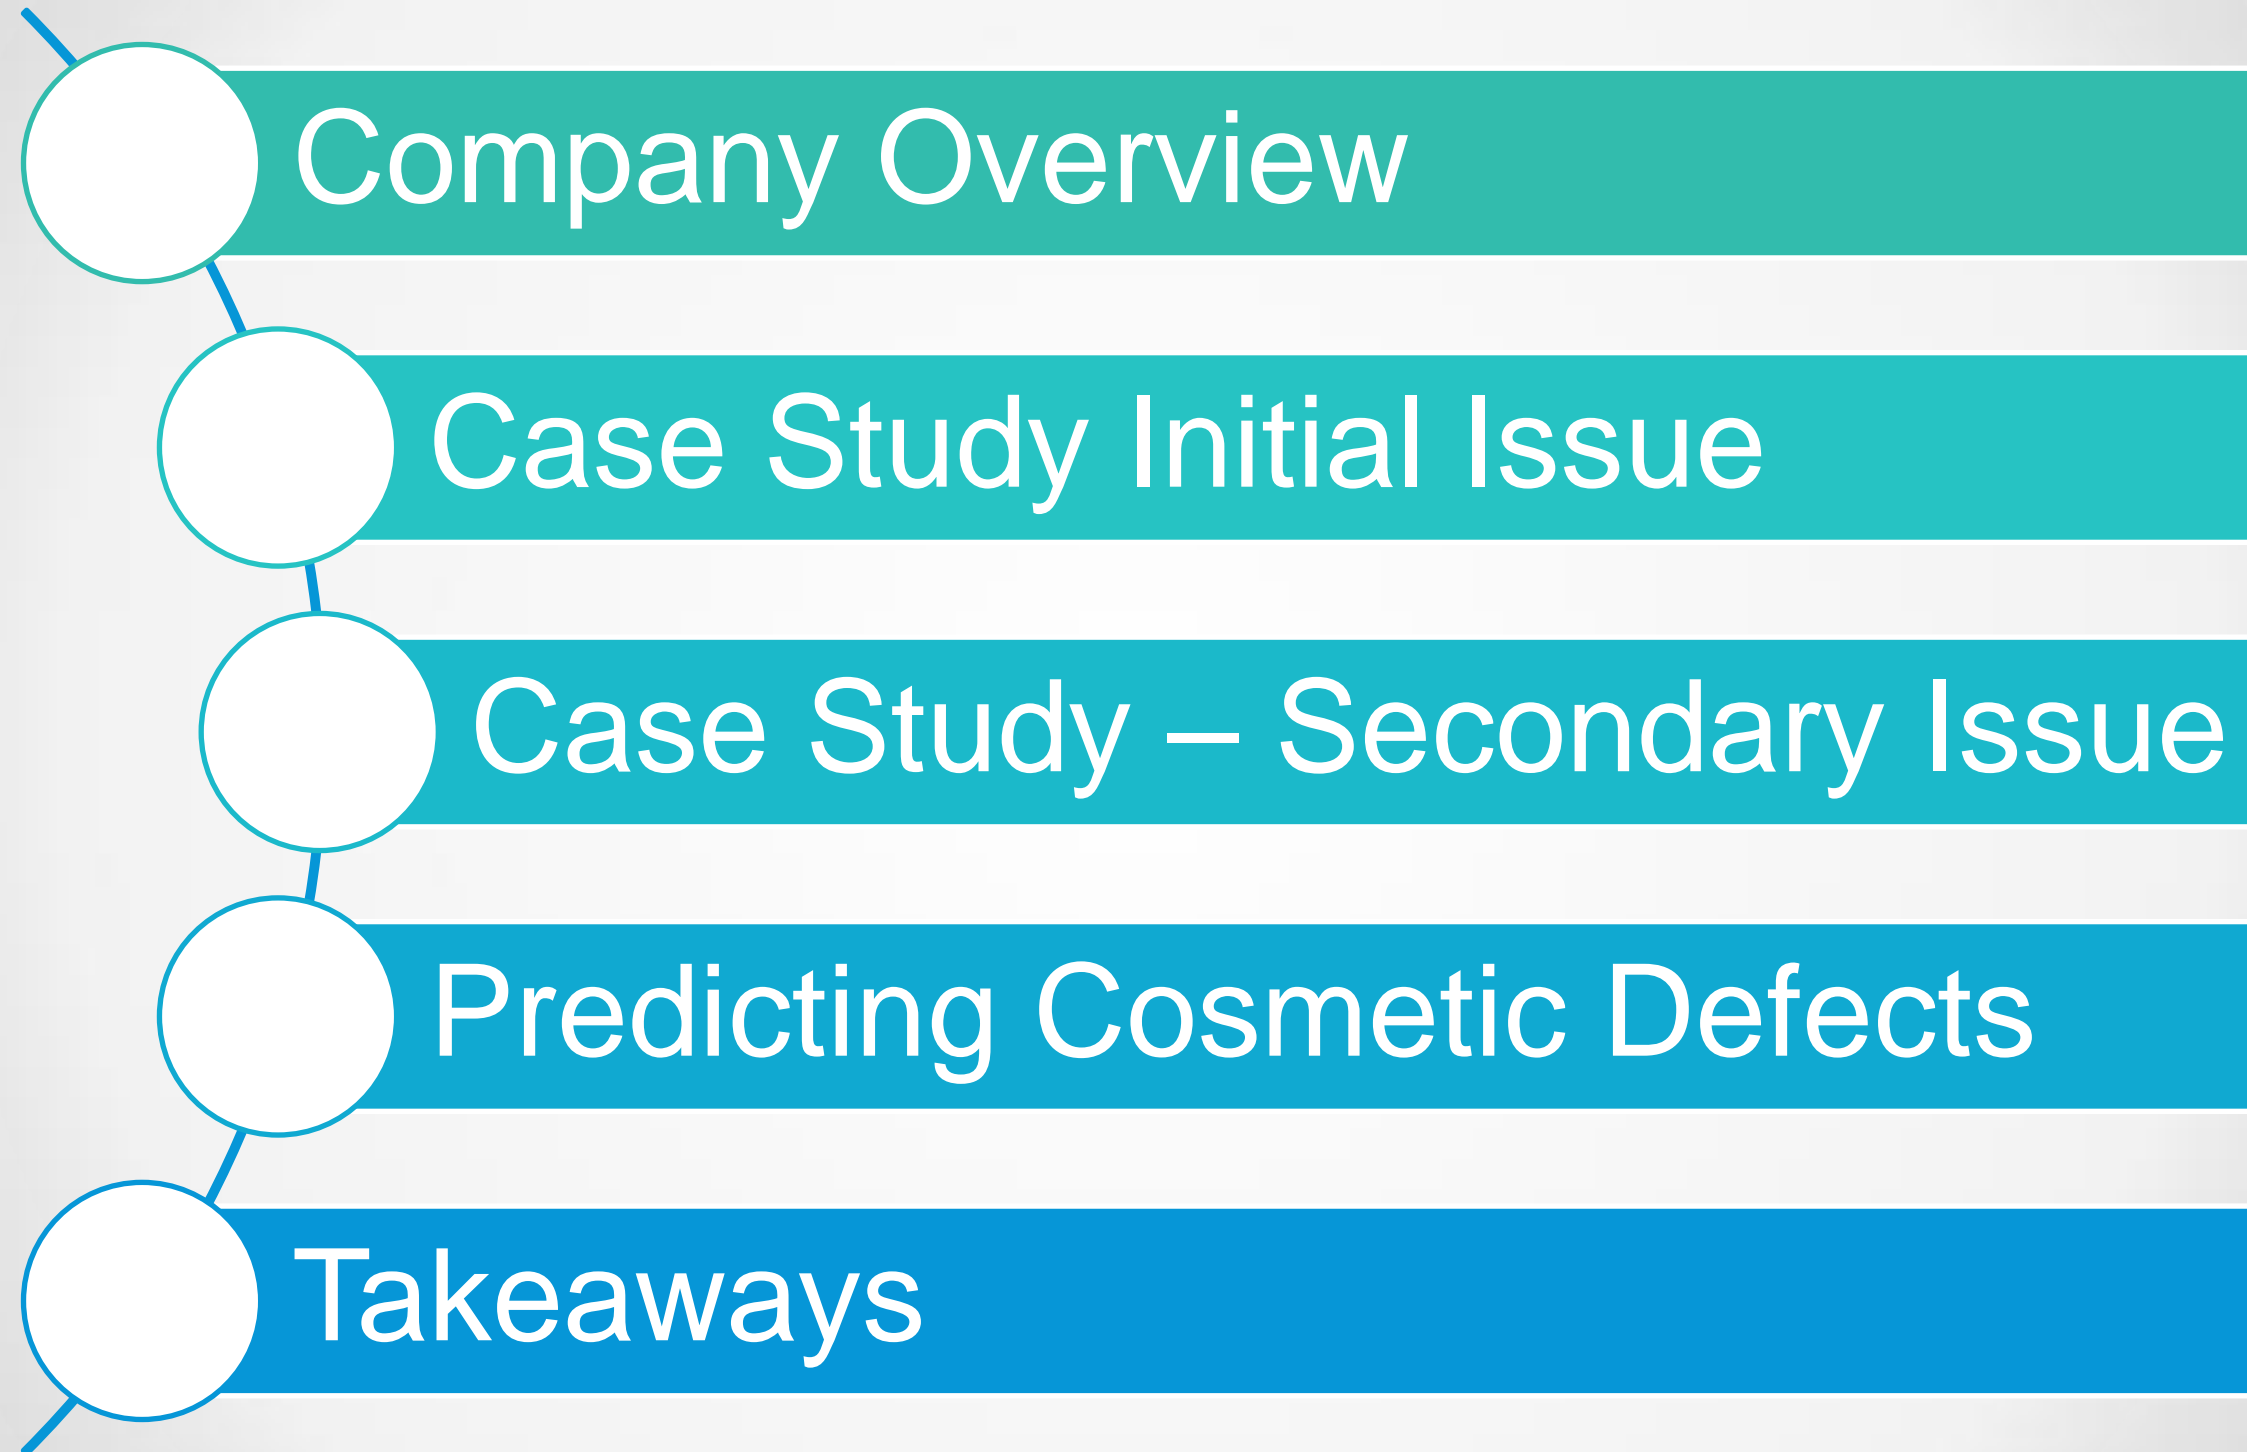 Company Overview
Case Study Initial Issue
Case Study – Secondary Issue
Predicting Cosmetic Defects
Takeaways